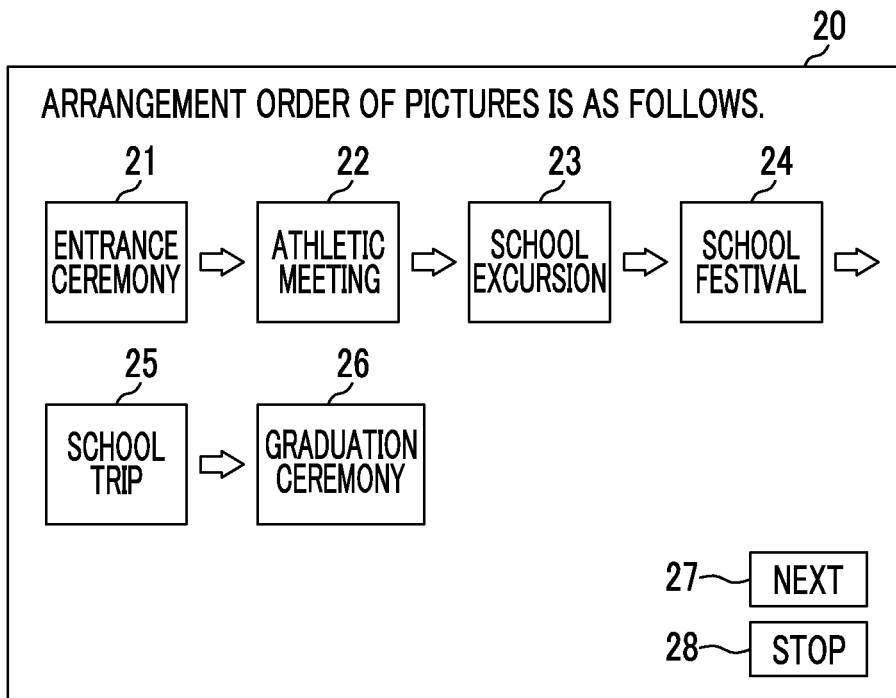 20
ARRANGEMENT ORDER OF PICTURES IS AS FOLLOWS.
21
22
23
24
ENTRANCE
CEREMONY
ATHLETIC
MEETING
SCHOOL
EXCURSION
SCHOOL
FESTIVAL
25
26
SCHOOL
TRIP
GRADUATION
CEREMONY
27
NEXT
28
STOP